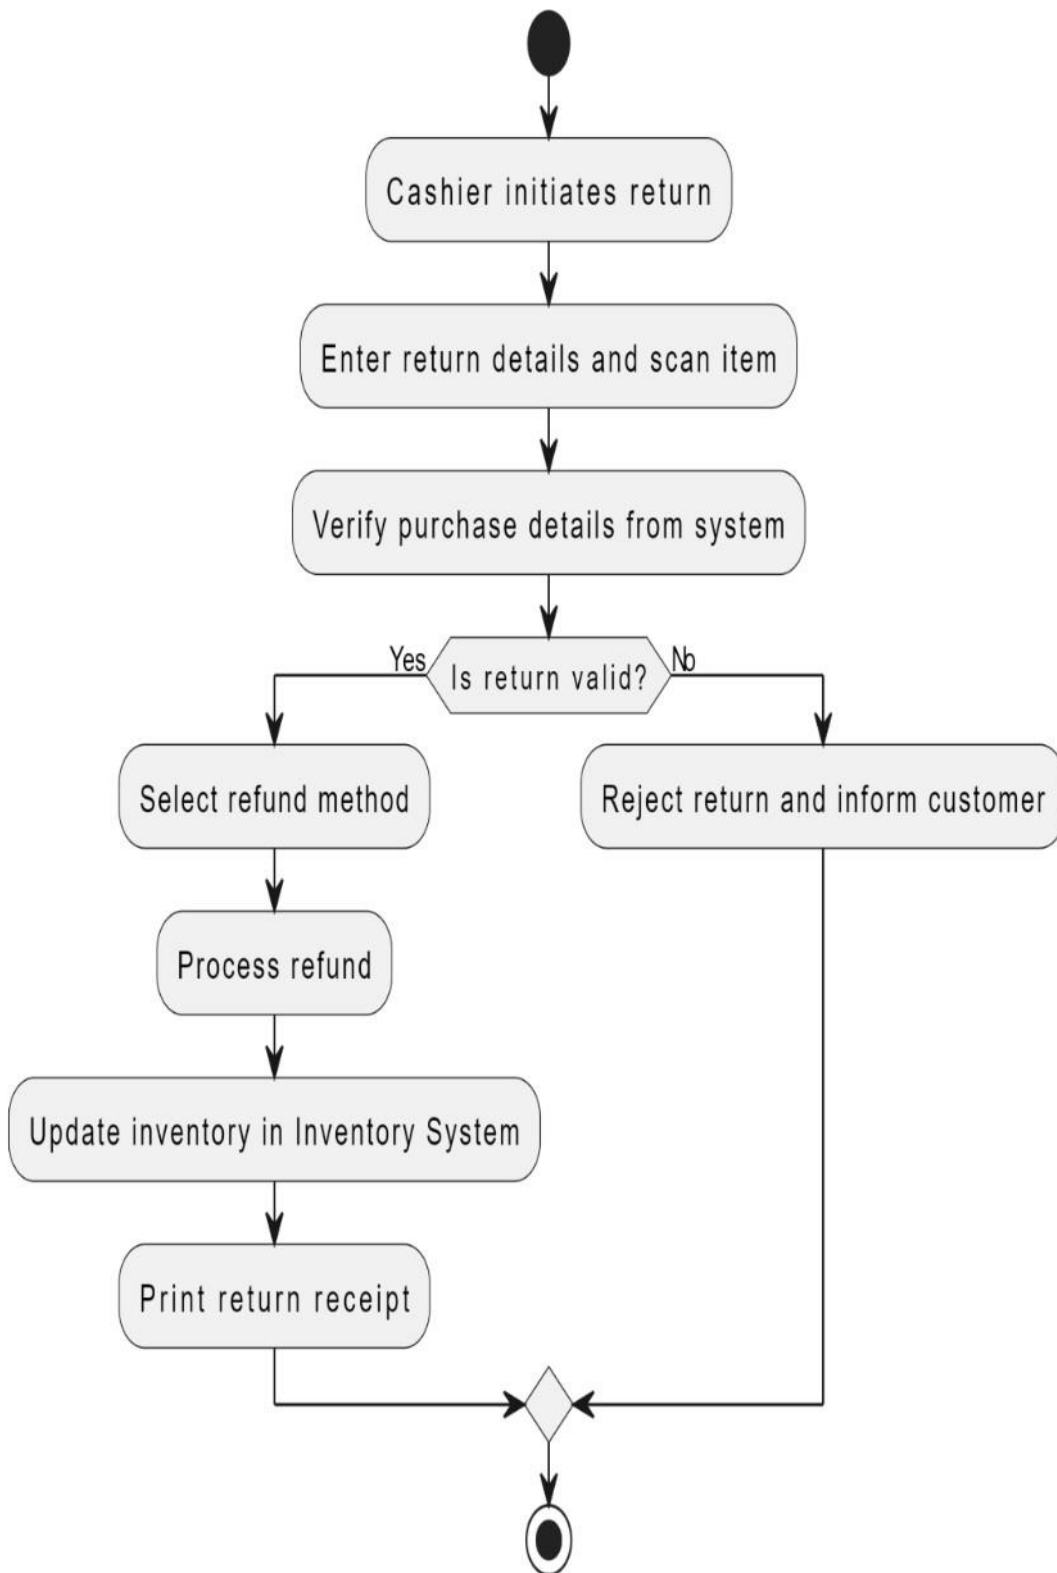 Cashier initiates return
Enter return details and scan item
Verify purchase details from system
Yes
Is return valid?
No
Select refund method
Reject return and inform customer
Process refund
Update inventory in Inventory System
Print return receipt